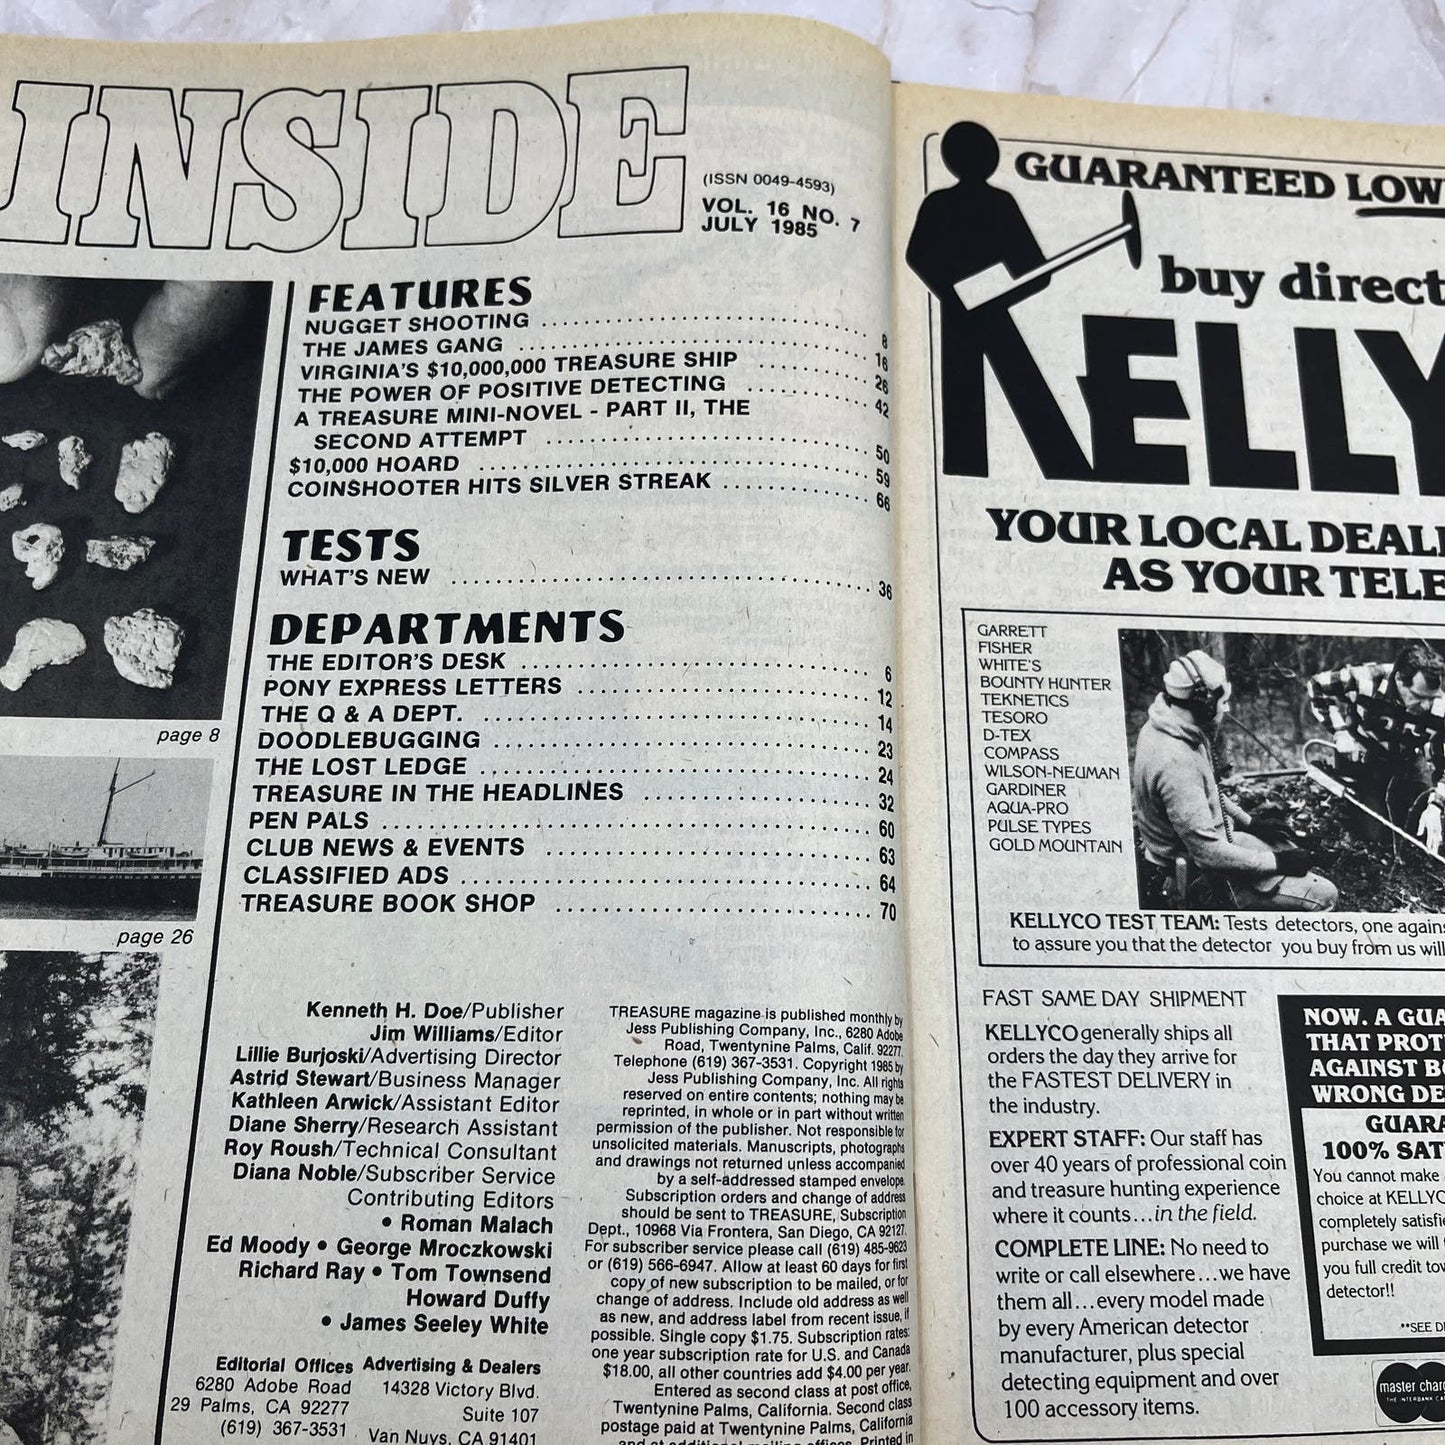 INSIDE
(ISSN 0049-4593)
VOL. 16 NO. 7
JULY 1985
page 8
page 26
FEATURES
NUGGET SHOOTING 8
THE JAMES GANG 16
VIRGINIA'S $10,000,000 TREASURE SHIP 26
THE POWER OF POSITIVE DETECTING 42
A TREASURE MINI-NOVEL - PART II, THE
SECOND ATTEMPT 50
$10,000 HOARD 59
COINSHOOTER HITS SILVER STREAK 66
TESTS
WHAT'S NEW 36
DEPARTMENTS
THE EDITOR'S DESK 6
PONY EXPRESS LETTERS 12
THE Q & A DEPT. 14
DOODLEBUGGING 23
THE LOST LEDGE 24
TREASURE IN THE HEADLINES 32
PEN PALS 60
CLUB NEWS & EVENTS 63
CLASSIFIED ADS 64
TREASURE BOOK SHOP 70
Kenneth H. Doe/Publisher
Jim Williams/Editor
Lillie Burjoski/Advertising Director
Astrid Stewart/Business Manager
Kathleen Arwick/Assistant Editor
Diane Sherry/Research Assistant
Roy Roush/Technical Consultant
Diana Noble/Subscriber Service
Contributing Editors
• Roman Malach
Ed Moody • George Mroczkowski
Richard Ray • Tom Townsend
Howard Duffy
• James Seeley White
Editorial Offices
6280 Adobe Road
29 Palms, CA 92277
(619) 367-3531
Advertising & Dealers
14328 Victory Blvd.
Suite 107
Van Nuys, CA 91401
TREASURE magazine is published monthly by
Jess Publishing Company, Inc., 6280 Adobe
Road, Twentynine Palms, Calif. 92277.
Telephone (619) 367-3531. Copyright 1985 by
Jess Publishing Company, Inc. All rights
reserved on entire contents; nothing may be
reprinted, in whole or in part without written
permission of the publisher. Not responsible for
unsolicited materials. Manuscripts, photographs
and drawings not returned unless accompanied
by a self-addressed stamped envelope.
Subscription orders and change of address
should be sent to TREASURE, Subscription
Dept., 10968 Via Frontera, San Diego, CA 92127.
For subscriber service please call (619) 485-9623
or (619) 566-6947. Allow at least 60 days for first
copy of new subscription to be mailed, or for
change of address. Include old address as well
as new, and address label from recent issue, if
possible. Single copy $1.75. Subscription rates:
one year subscription rate for U.S. and Canada
$18.00, all other countries add $4.00 per year.
Entered as second class at post office,
Twentynine Palms, California. Second class
postage paid at Twentynine Palms, California
and at additional mailing offices. Printed in
GUARANTEED LOW
buy direct
KELLY
YOUR LOCAL DEAL
AS YOUR TELE
GARRETT
FISHER
WHITE'S
BOUNTY HUNTER
TEKNETICS
TESORO
D-TEX
COMPASS
WILSON-NEUMAN
GARDINER
AQUA-PRO
PULSE TYPES
GOLD MOUNTAIN
KELLYCO TEST TEAM: Tests detectors, one agains
to assure you that the detector you buy from us will
FAST SAME DAY SHIPMENT
KELLYCO generally ships all
orders the day they arrive for
the FASTEST DELIVERY in
the industry.
EXPERT STAFF: Our staff has
over 40 years of professional coin
and treasure hunting experience
where it counts...in the field.
COMPLETE LINE: No need to
write or call elsewhere...we have
them all...every model made
by every American detector
manufacturer, plus special
detecting equipment and over
100 accessory items.
NOW. A GUA
THAT PROT
AGAINST B
WRONG DE
GUARA
100% SAT
You cannot make
choice at KELLYC
completely satisfie
purchase we will
you full credit tow
detector!!
**SEE D
master charg
THE INTERBANK CA